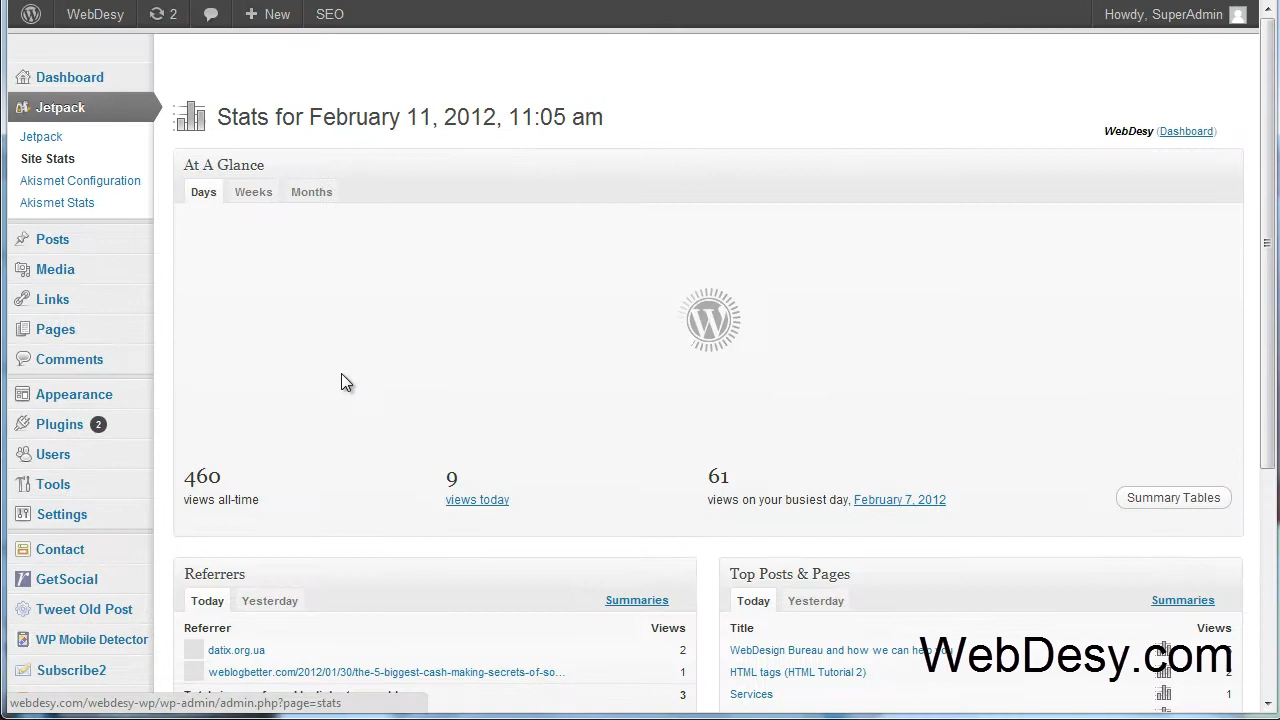 WebDesy 2 New SEO Howdy, SuperAdmin
Dashboard
Jetpack
Jetpack
Site Stats
Akismet Configuration
Akismet Stats
Posts
Media
Links
Pages
Comments
Appearance
Plugins 2
Users
Tools
Settings
Contact
GetSocial
Tweet Old Post
WP Mobile Detector
Subscribe2
Stats for February 11, 2012, 11:05 am
WebDesy (Dashboard)
At A Glance
Days Weeks Months
460
views all-time
9
views today
61
views on your busiest day, February 7, 2012
Summary Tables
Referrers
Today Yesterday Summaries
Referrer Views
datix.org.ua 2
weblogbetter.com/2012/01/30/the-5-biggest-cash-making-secrets-of-so... 1
3
Top Posts & Pages
Today Yesterday Summaries
Title Views
WebDesign Bureau and how we can help you
HTML tags (HTML Tutorial 2) 2
Services 1
WebDesy.com
webdesy.com/webdesy-wp/wp-admin/admin.php?page=stats